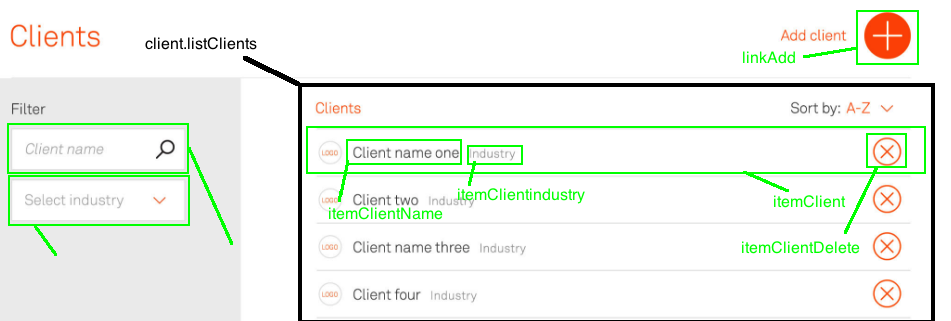 Clients
client.listClients
Add client
linkAdd
Filter
Clients
Sort by: A-Z
Client name
LOGO Client name one Industry
Select industry
itemClientindustry
LOGO Client two Industry
itemClient
itemClientName
LOGO Client name three Industry
itemClientDelete
LOGO Client four Industry